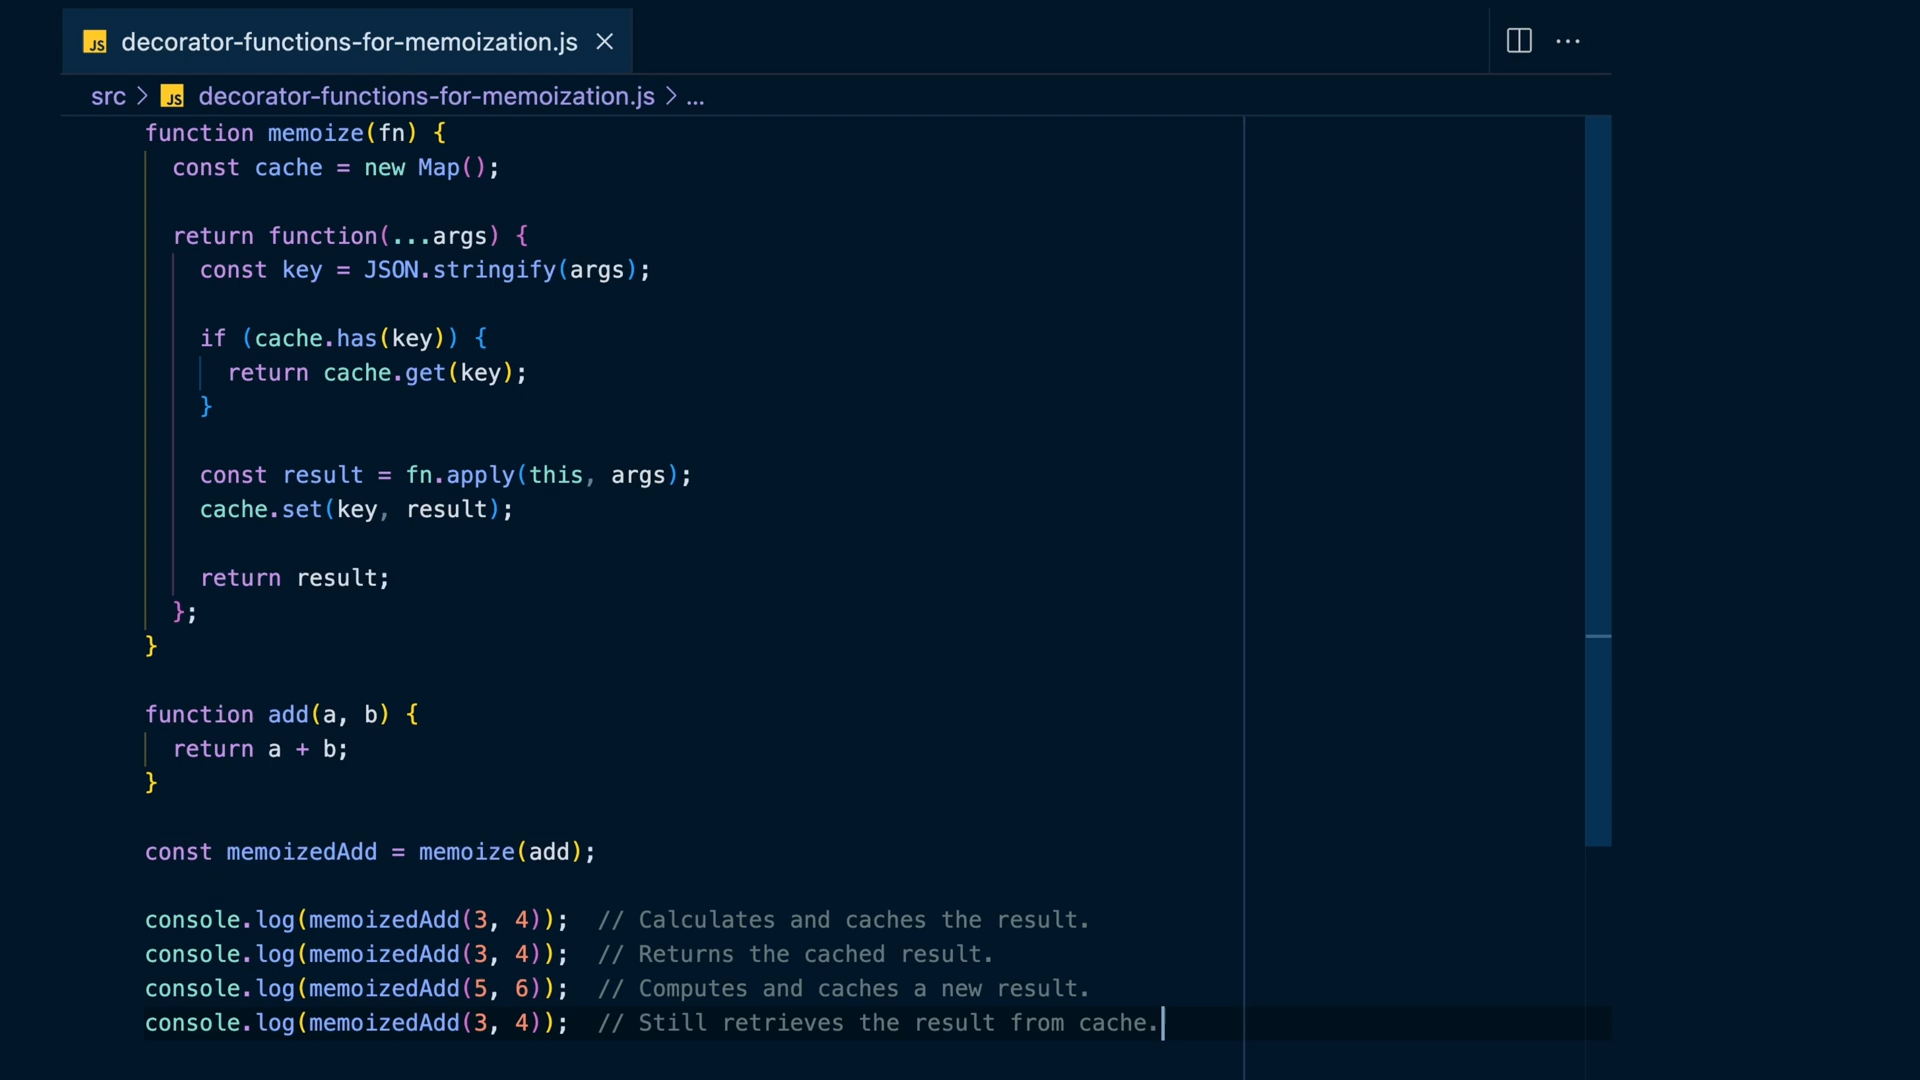 JS decorator-functions-for-memoization.js
src > JS decorator-functions-for-memoization.js > ...
function memoize(fn) {
  const cache = new Map();
  return function(...args) {
    const key = JSON.stringify(args);
    if (cache.has(key)) {
      return cache.get(key);
    }
    const result = fn.apply(this, args);
    cache.set(key, result);
    return result;
  };
}
function add(a, b) {
  return a + b;
}
const memoizedAdd = memoize(add);
console.log(memoizedAdd(3, 4));  // Calculates and caches the result.
console.log(memoizedAdd(3, 4));  // Returns the cached result.
console.log(memoizedAdd(5, 6));  // Computes and caches a new result.
console.log(memoizedAdd(3, 4));  // Still retrieves the result from cache.